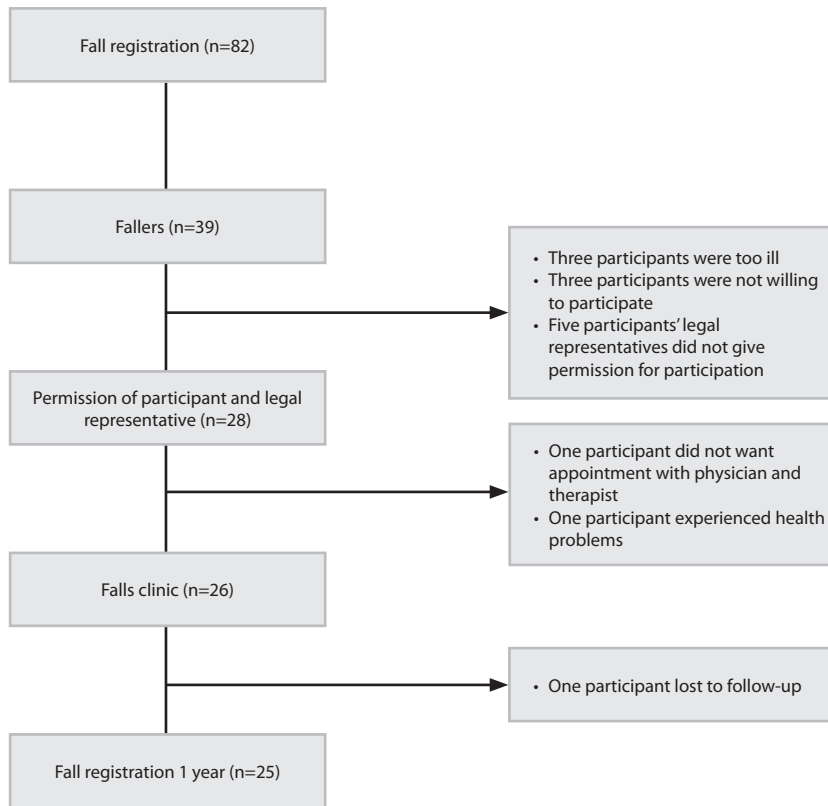 Fall registration (n=82)
Fallers (n=39)
• Three participants were too ill
• Three participants were not willing
to participate
• Five participants' legal
representatives did not give
permission for participation
Permission of participant and legal
representative (n=28)
• One participant did not want
appointment with physician and
therapist
• One participant experienced health
problems
Falls clinic (n=26)
• One participant lost to follow-up
Fall registration 1 year (n=25)